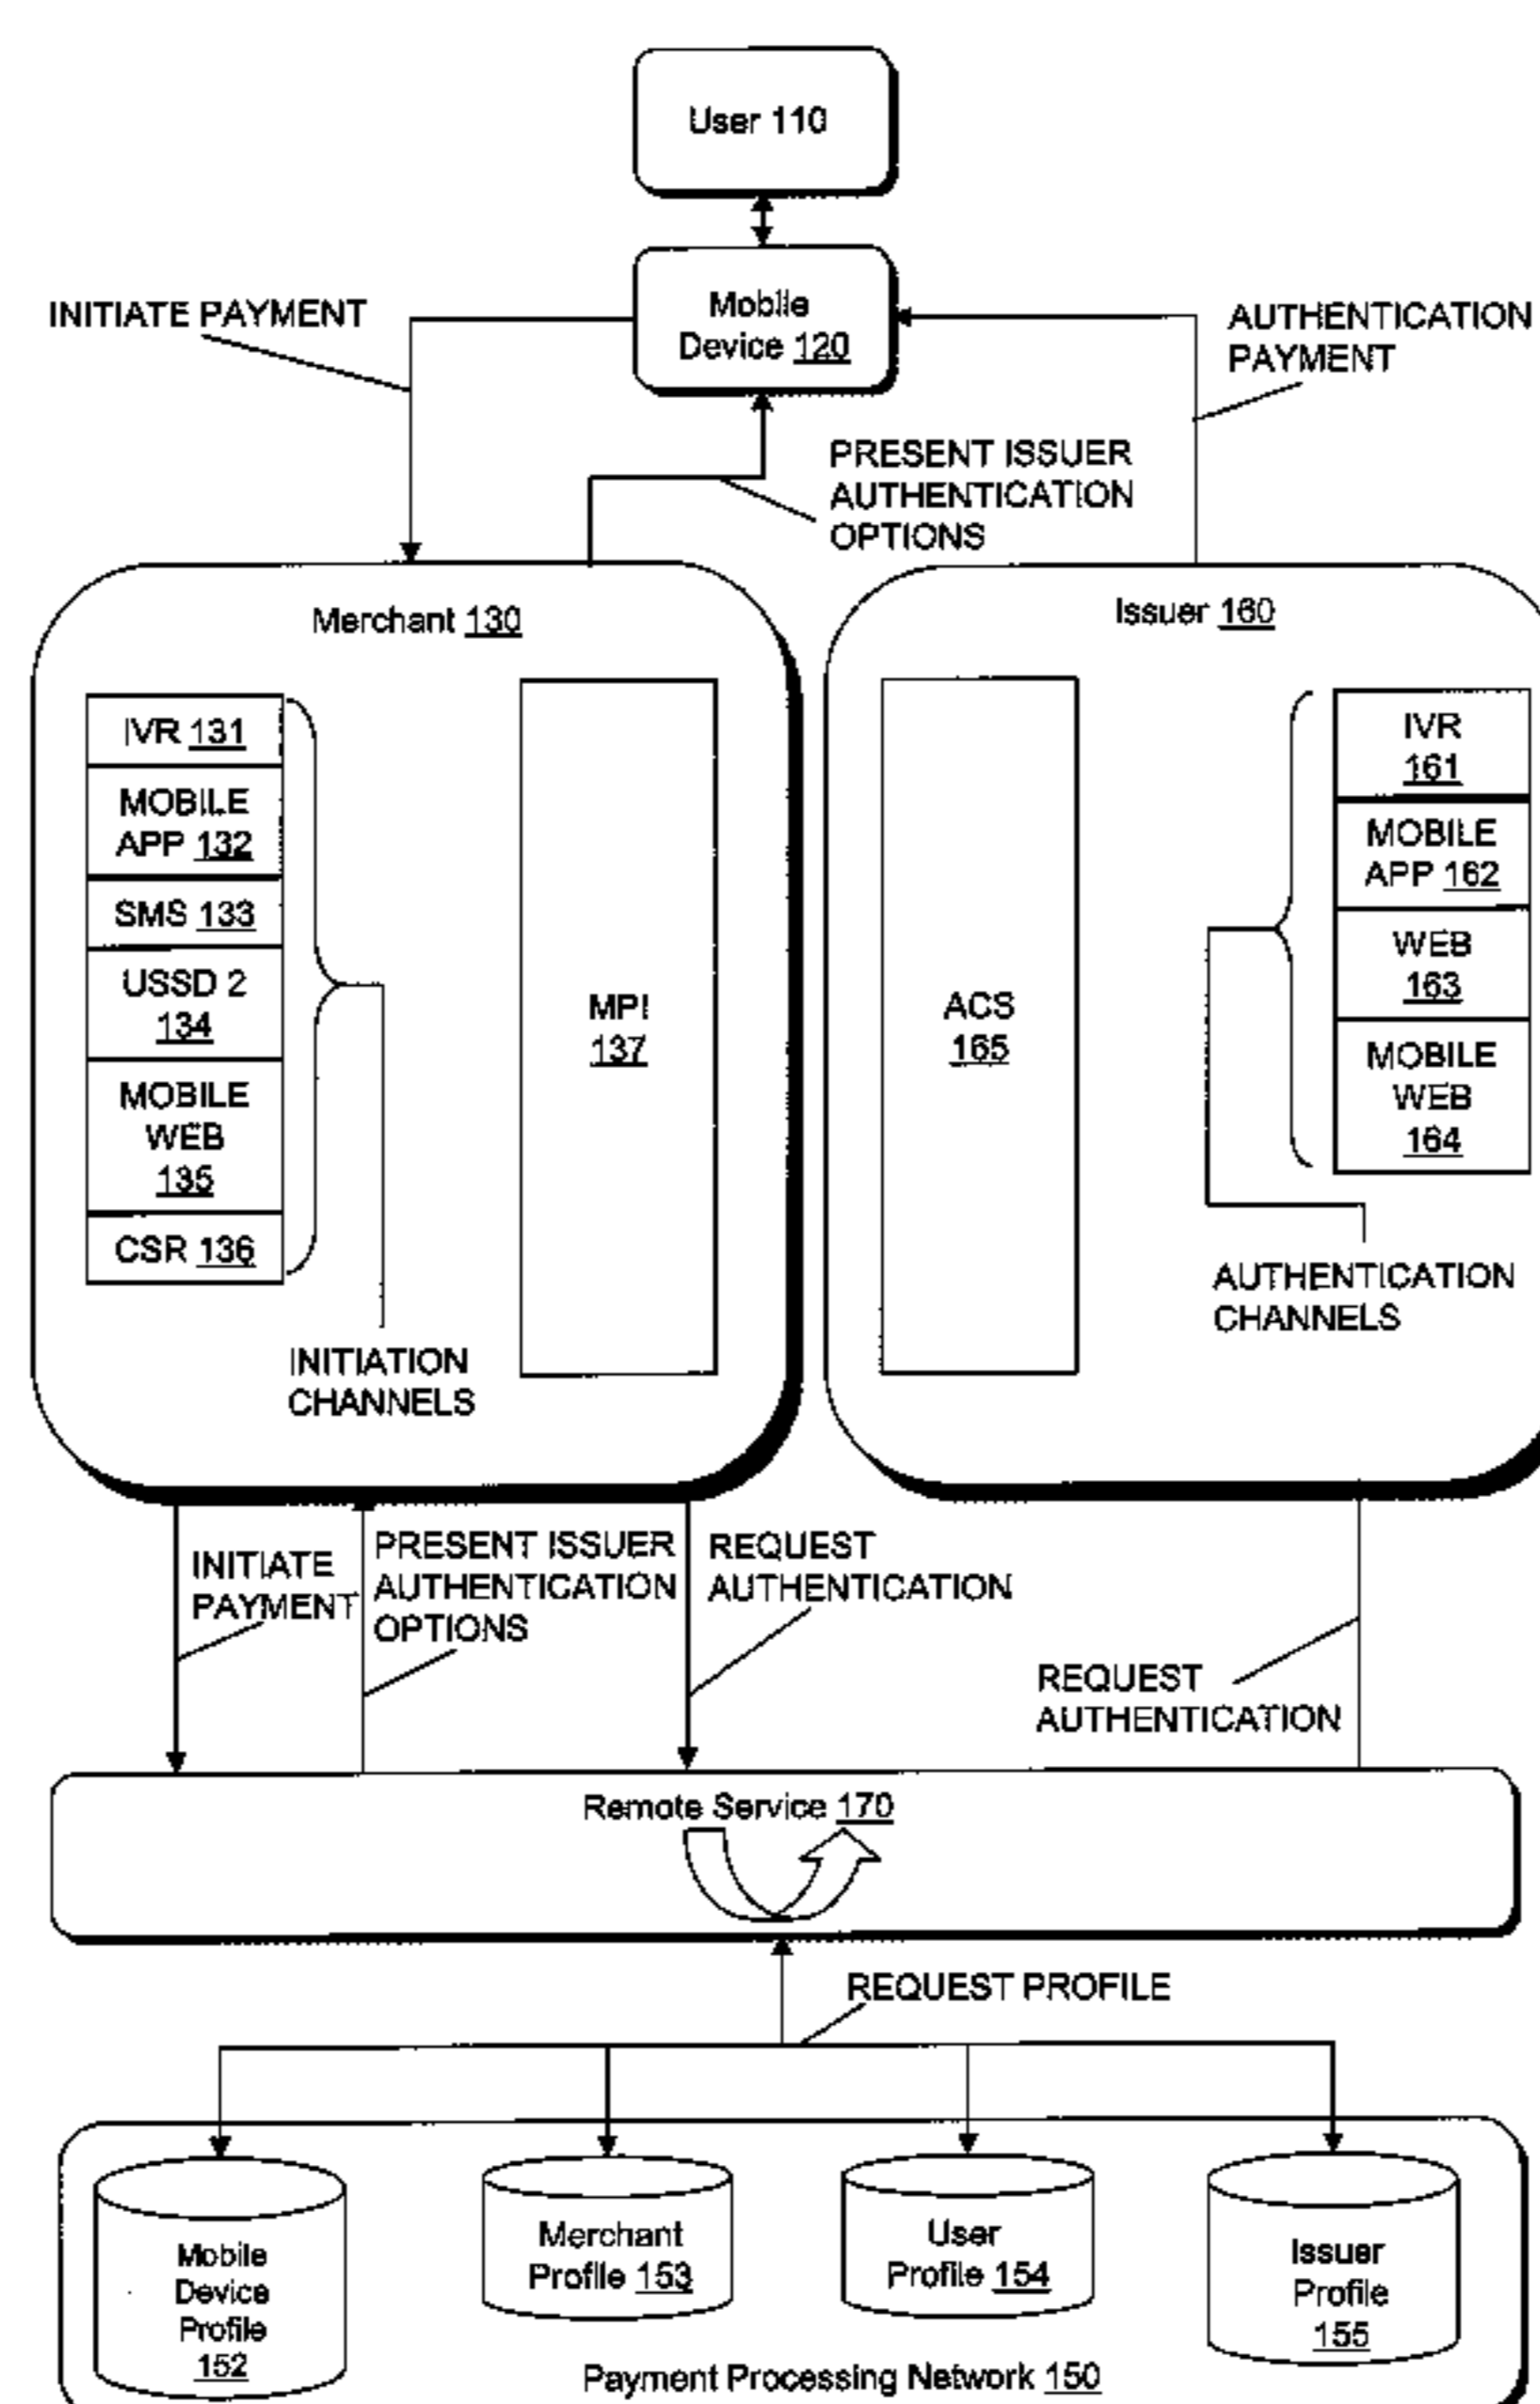 User 110
Mobile
Device 120
INITIATE PAYMENT
AUTHENTICATION
PAYMENT
PRESENT ISSUER
AUTHENTICATION
OPTIONS
Merchant 130
IVR 131
MOBILE
APP 132
SMS 133
USSD 2
134
MOBILE
WEB
135
CSR 136
INITIATION
CHANNELS
MPI
137
Issuer 160
ACS
165
IVR
161
MOBILE
APP 162
WEB
163
MOBILE
WEB
164
AUTHENTICATION
CHANNELS
INITIATE
PAYMENT
PRESENT ISSUER
AUTHENTICATION
OPTIONS
REQUEST
AUTHENTICATION
REQUEST
AUTHENTICATION
Remote Service 170
REQUEST PROFILE
Mobile
Device
Profile
152
Merchant
Profile 153
User
Profile 154
Issuer
Profile
155
Payment Processing Network 150